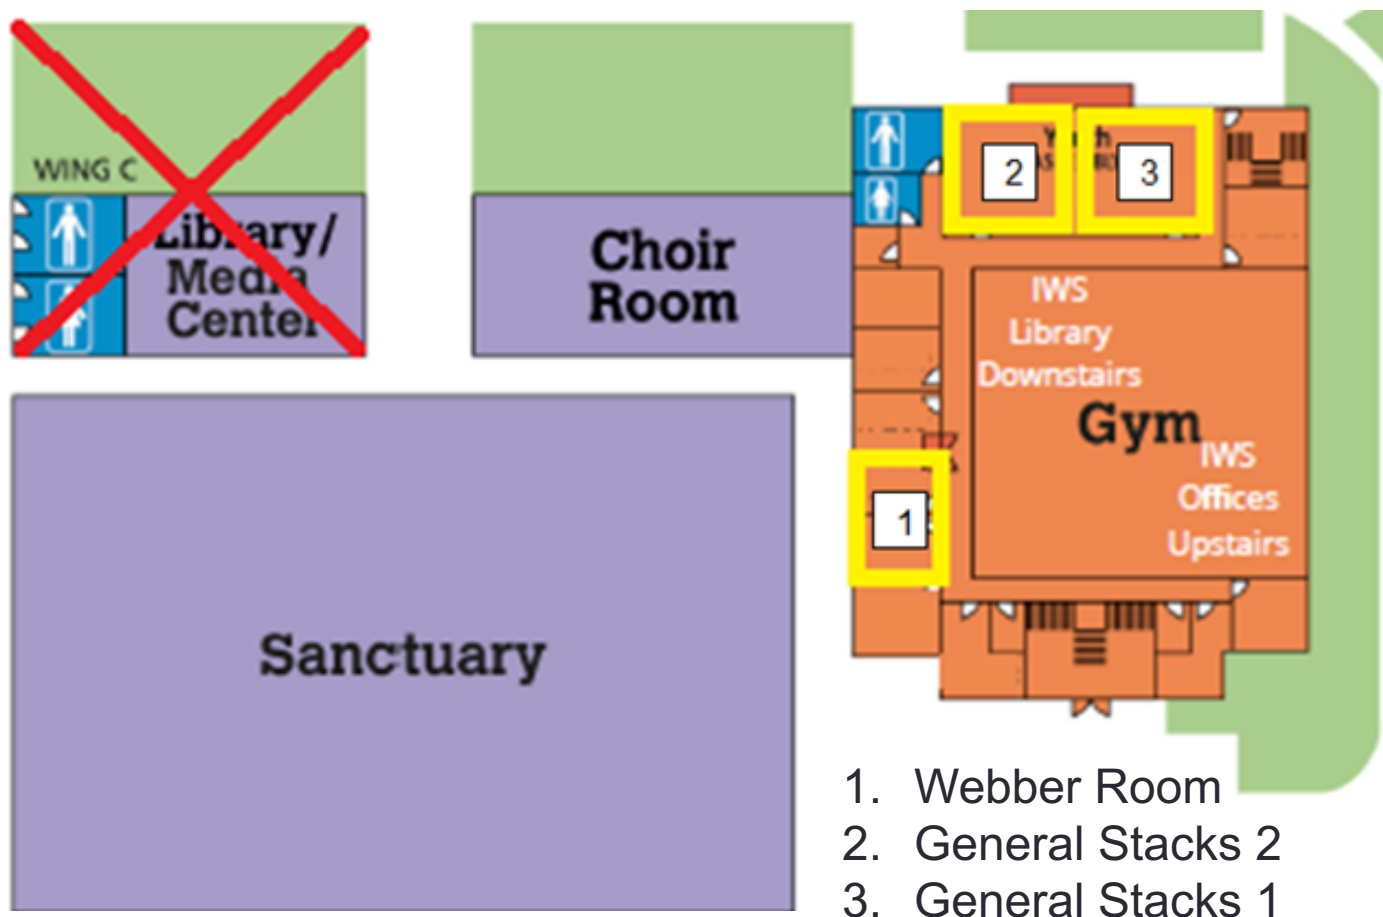 WING C
Library/
Media
Center
Choir
Room
2
3
IWS
Library
Downstairs
Gym
IWS
Offices
Upstairs
1
Sanctuary
1. Webber Room
2. General Stacks 2
3. General Stacks 1